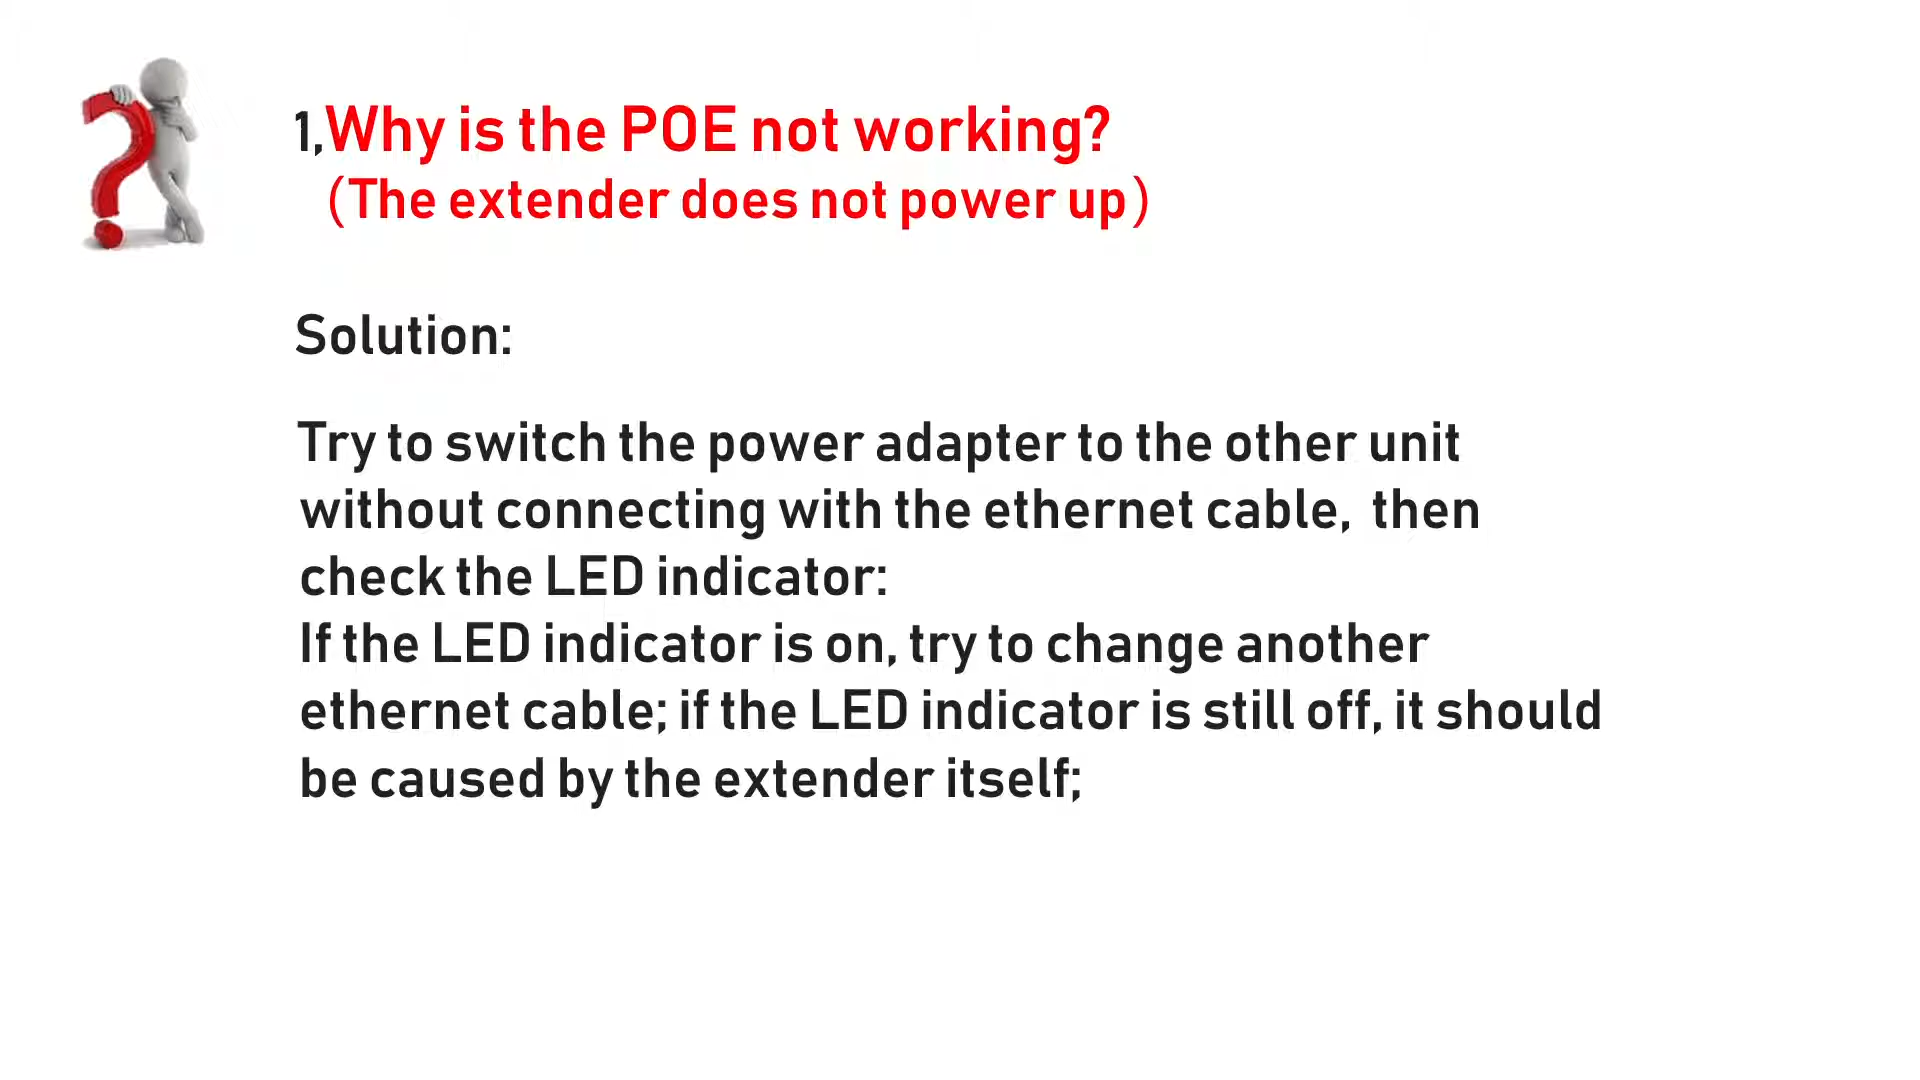 1,Why is the POE not working?
(The extender does not power up)
Solution:
Try to switch the power adapter to the other unit
without connecting with the ethernet cable, then
check the LED indicator:
If the LED indicator is on, try to change another
ethernet cable; if the LED indicator is still off, it should
be caused by the extender itself;